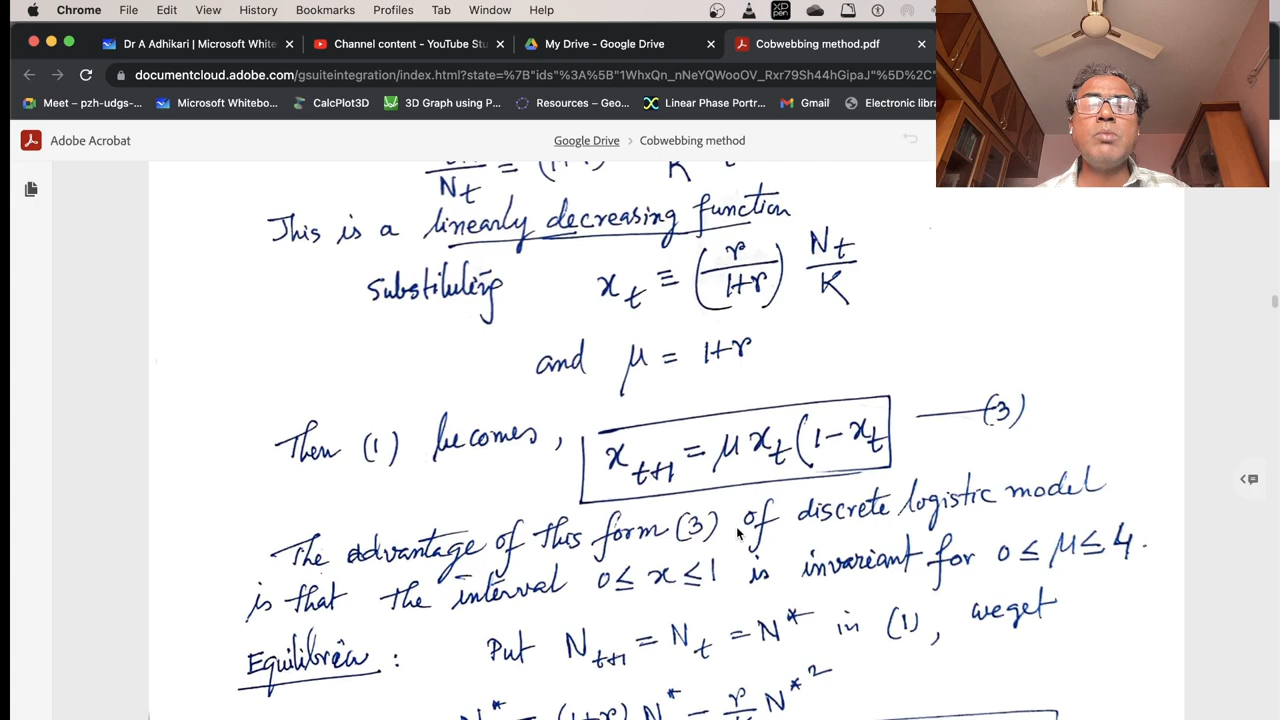 Chrome File Edit View History Bookmarks Profiles Tab Window Help
Dr A Adhikari | Microsoft White Channel content - YouTube Stu My Drive - Google Drive Cobwebbing method.pdf
documentcloud.adobe.com/gsuiteintegration/index.html?state=%7B"ids"%3A%5B"1WhxQn_nNeYQWooOV_Rxr79Sh44hGipaJ"%5D%2C"
Meet – pzh-udgs-... Microsoft Whitebo... CalcPlot3D 3D Graph using P... Resources – Geo... Linear Phase Portr... Gmail Electronic libra
Adobe Acrobat Google Drive > Cobwebbing method
N_t K
This is a linearly decreasing function
substituting x_t ≡ (r/(1+r)) N_t/K
and μ = 1+r
Then (1) becomes, x_{t+1} = μ x_t (1 - x_t —(3)
The advantage of this form (3) of discrete logistic model
is that the interval 0 ≤ x ≤ 1 is invariant for 0 ≤ μ ≤ 4.
Equilibria : Put N_{t+1} = N_t = N* in (1), we get
N* = (1+r) N* - r N*²